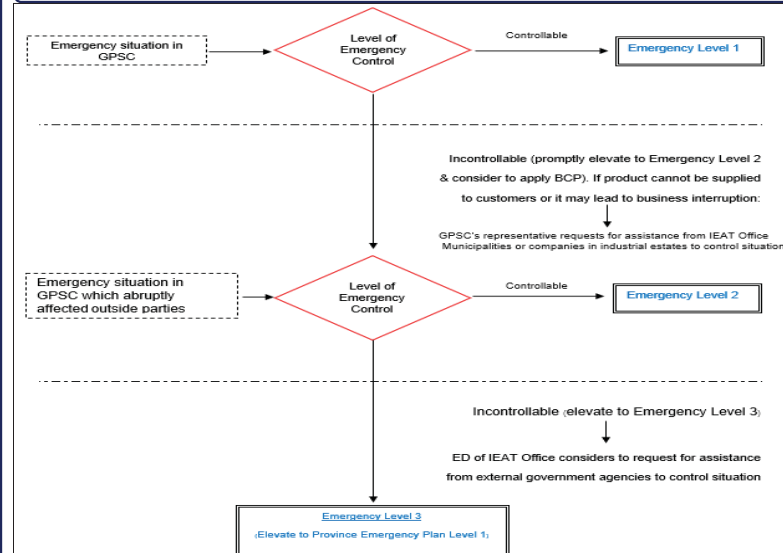 Emergency situation in
GPSC
Level of
Emergency
Control
Controllable
Emergency Level 1
Incontrollable (promptly elevate to Emergency Level 2
& consider to apply BCP). If product cannot be supplied
to customers or it may lead to business interruption:
GPSC's representative requests for assistance from IEAT Office
Municipalities or companies in industrial estates to control situation
Emergency situation in
GPSC which abruptly
affected outside parties
Level of
Emergency
Control
Controllable
Emergency Level 2
Incontrollable (elevate to Emergency Level 3)
ED of IEAT Office considers to request for assistance
from external government agencies to control situation
Emergency Level 3
(Elevate to Province Emergency Plan Level 1)